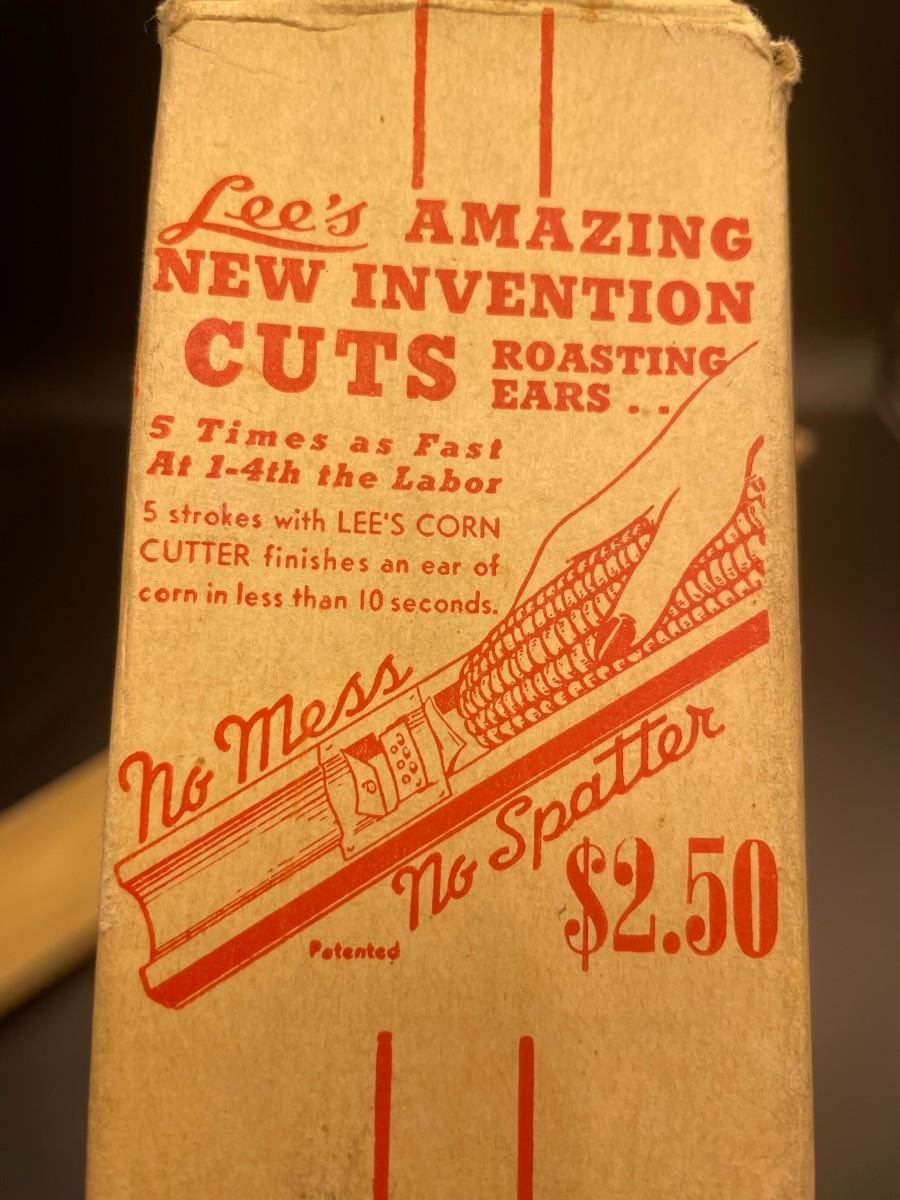 Lee's AMAZING
NEW INVENTION
CUTS ROASTING
EARS . .
5 Times as Fast
At 1-4th the Labor
5 strokes with LEE'S CORN
CUTTER finishes an ear of
corn in less than 10 seconds.
No Mess
No Spatter
$2.50
Patented